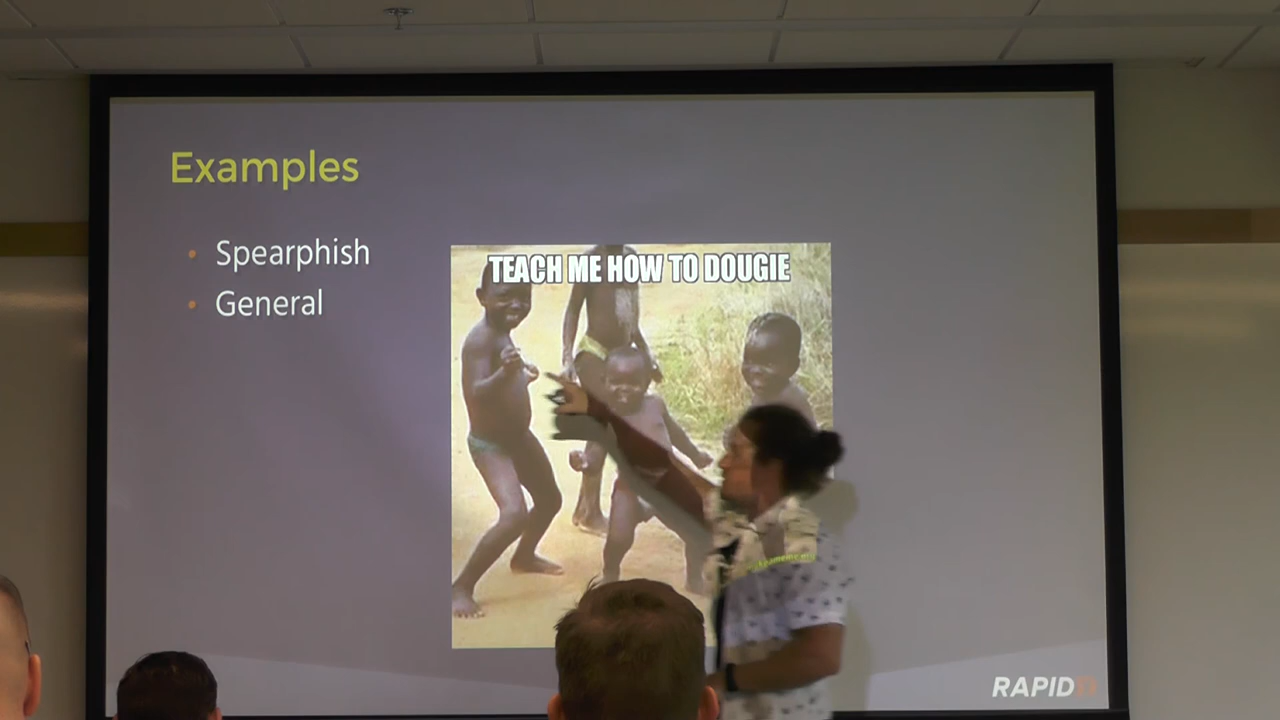 Examples
• Spearphish
• General
TEACH ME HOW TO DOUGIE
RAPID